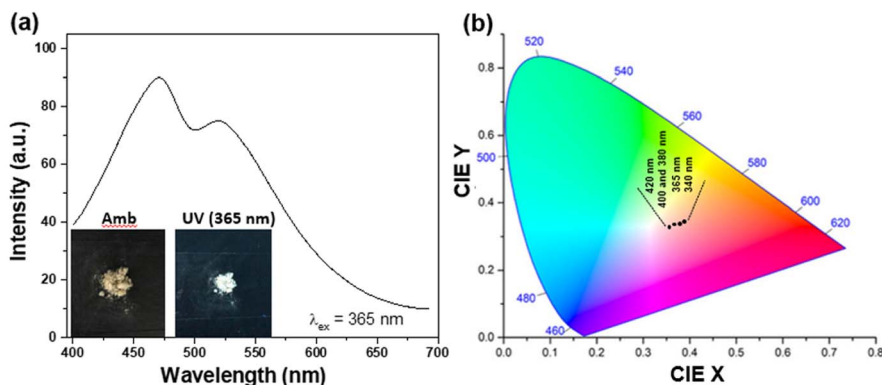 (a)
100
80
60
40
20
0
Intensity (a.u.)
Amb
UV (365 nm)
λex = 365 nm
400 450 500 550 600 650 700
Wavelength (nm)
(b)
0.8
0.6
0.4
0.2
0.0
CIE Y
520
540
560
580
600
620
500
480
460
420 nm
400 and 380 nm
365 nm
340 nm
0.0 0.1 0.2 0.3 0.4 0.5 0.6 0.7 0.8
CIE X